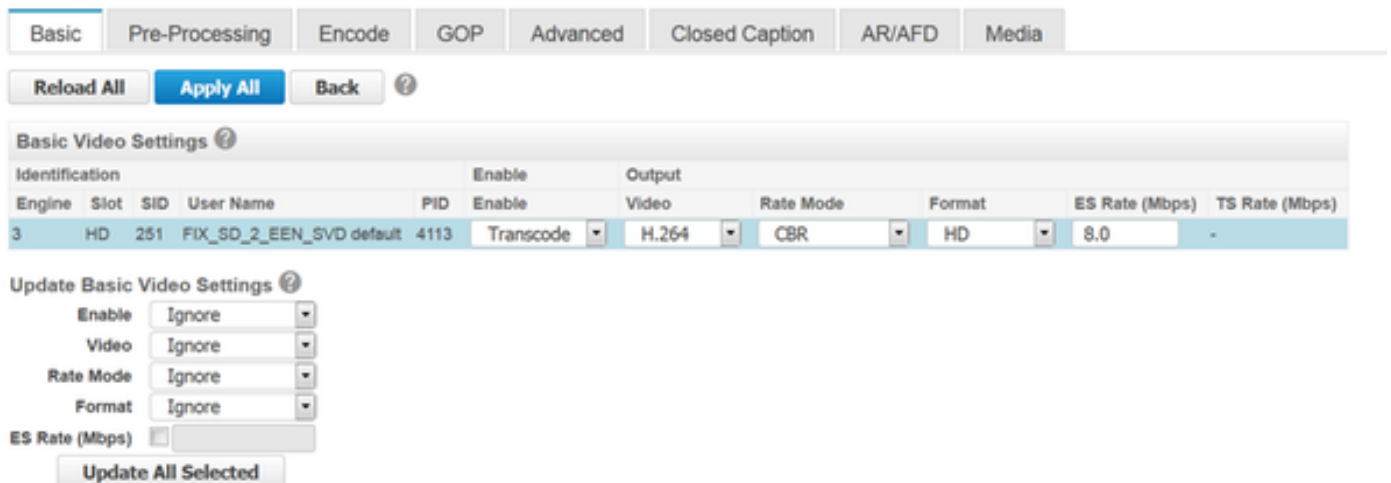 Basic Pre-Processing Encode GOP Advanced Closed Caption AR/AFD Media
Reload All Apply All Back ?
Basic Video Settings ?
Identification Enable Output
Engine Slot SID User Name PID Enable Video Rate Mode Format ES Rate (Mbps) TS Rate (Mbps)
3 HD 251 FIX_SD_2_EEN_SVD default 4113 Transcode H.264 CBR HD 8.0 -
Update Basic Video Settings ?
Enable Ignore
Video Ignore
Rate Mode Ignore
Format Ignore
ES Rate (Mbps)
Update All Selected